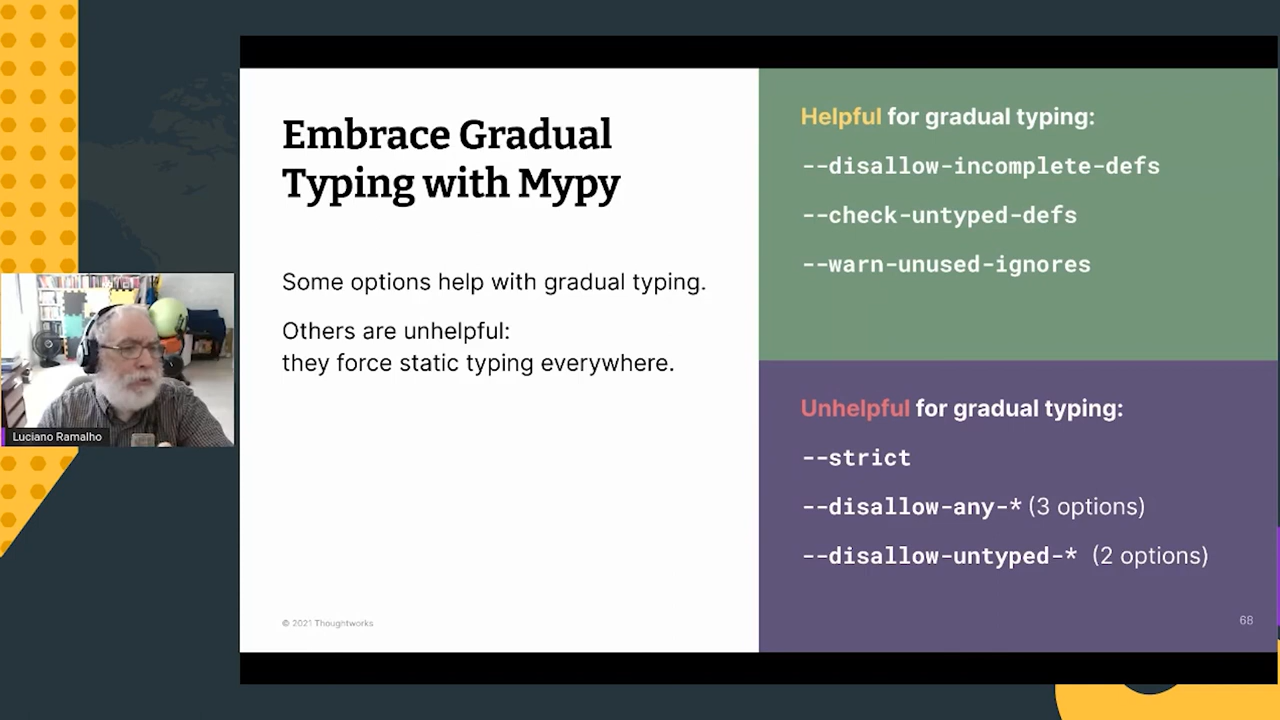 Embrace Gradual
Typing with Mypy
Some options help with gradual typing.
Others are unhelpful:
they force static typing everywhere.
© 2021 Thoughtworks
Helpful for gradual typing:
--disallow-incomplete-defs
--check-untyped-defs
--warn-unused-ignores
Unhelpful for gradual typing:
--strict
--disallow-any-* (3 options)
--disallow-untyped-* (2 options)
68
Luciano Ramalho